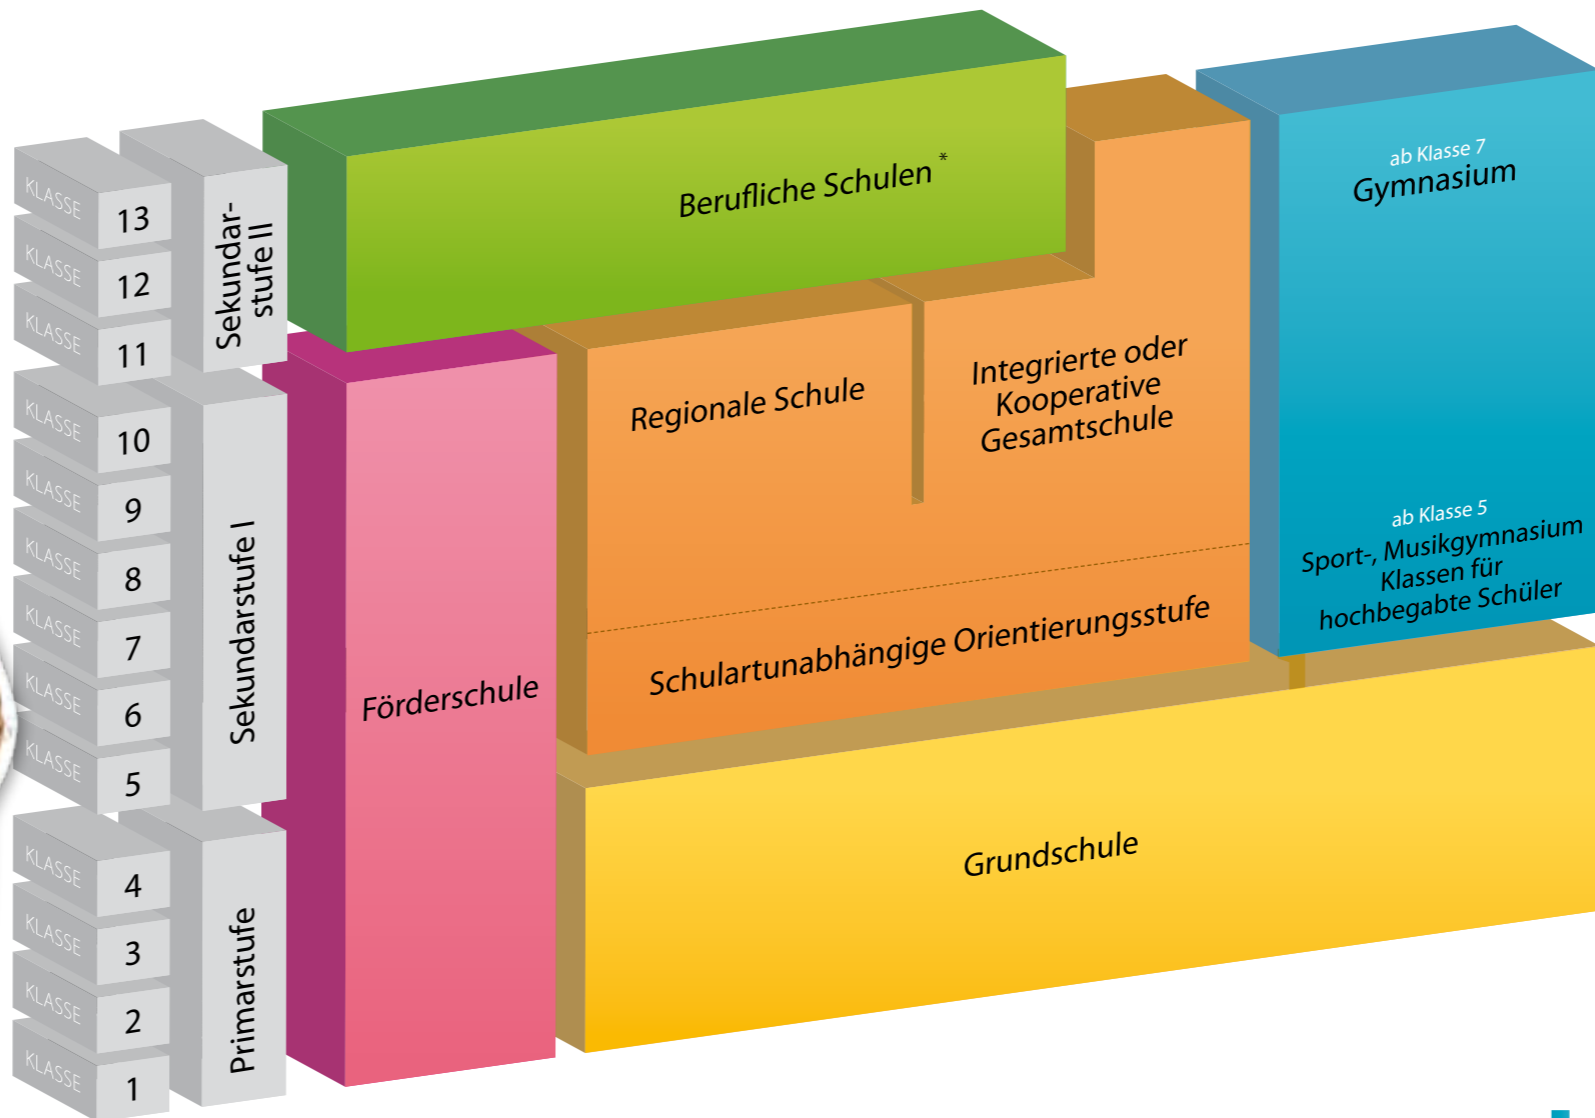 KLASSE 13
KLASSE 12
KLASSE 11
KLASSE 10
KLASSE 9
KLASSE 8
KLASSE 7
KLASSE 6
KLASSE 5
KLASSE 4
KLASSE 3
KLASSE 2
KLASSE 1
Sekundar-
stufe II
Sekundarstufe I
Primarstufe
Berufliche Schulen *
Förderschule
Regionale Schule
Integrierte oder
Kooperative
Gesamtschule
Schulartunabhängige Orientierungsstufe
ab Klasse 7
Gymnasium
ab Klasse 5
Sport-, Musikgymnasium
Klassen für
hochbegabte Schüler
Grundschule